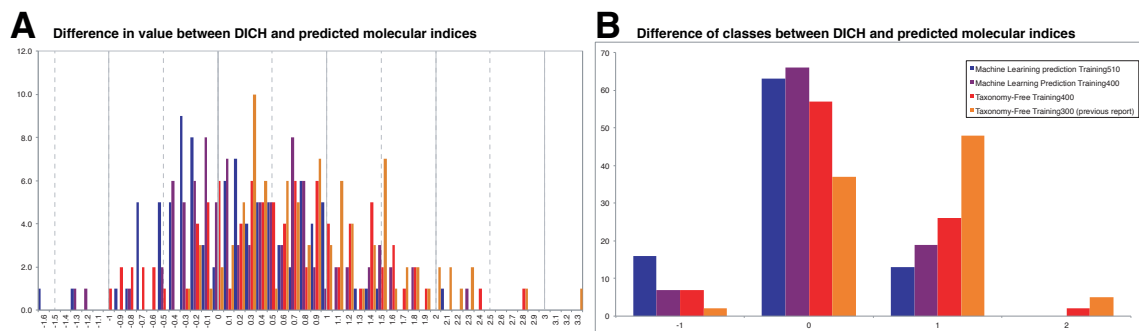 A
Difference in value between DICH and predicted molecular indices
12.0
10.0
8.0
6.0
4.0
2.0
0.0
-1.6 -1.5 -1.4 -1.3 -1.2 -1.1 -1 -0.9 -0.8 -0.7 -0.6 -0.5 -0.4 -0.3 -0.2 -0.1 0 0.1 0.2 0.3 0.4 0.5 0.6 0.7 0.8 0.9 1 1.1 1.2 1.3 1.4 1.5 1.6 1.7 1.8 1.9 2 2.1 2.2 2.3 2.4 2.5 2.6 2.7 2.8 2.9 3 3.1 3.2 3.3
B
Difference of classes between DICH and predicted molecular indices
70
60
50
40
30
20
10
0
-1 0 1 2
Machine Learining prediction Training510
Machine Learining Prediction Training400
Taxonomy-Free Training400
Taxonomy-Free Training300 (previous report)